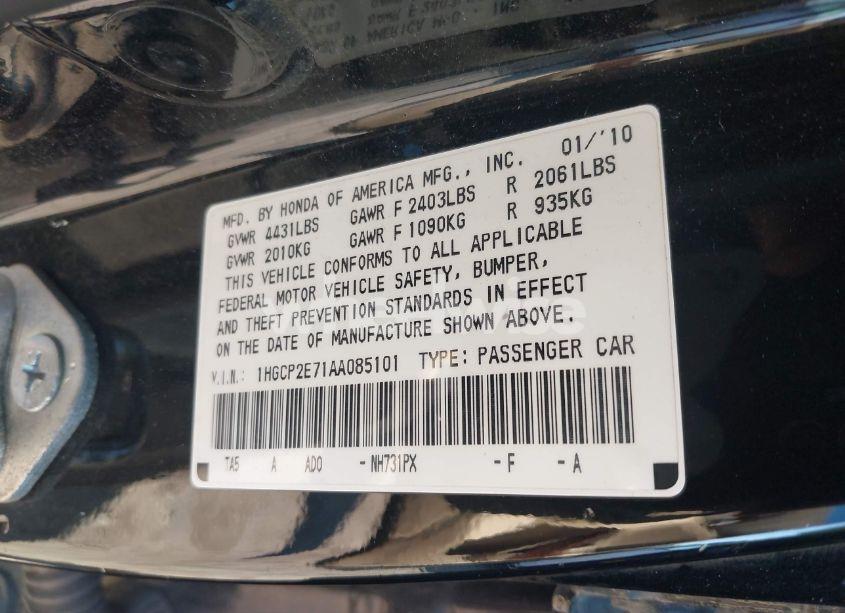 MFD. BY HONDA OF AMERICA MFG., INC. 01/'10
GVWR 4431LBS GAWR F 2403LBS R 2061LBS
GVWR 2010KG GAWR F 1090KG R 935KG
THIS VEHICLE CONFORMS TO ALL APPLICABLE
FEDERAL MOTOR VEHICLE SAFETY, BUMPER,
AND THEFT PREVENTION STANDARDS IN EFFECT
ON THE DATE OF MANUFACTURE SHOWN ABOVE.
V.I.N.: 1HGCP2E71AA085101 TYPE: PASSENGER CAR
TA5 A AD0 -NH731PX -F -A